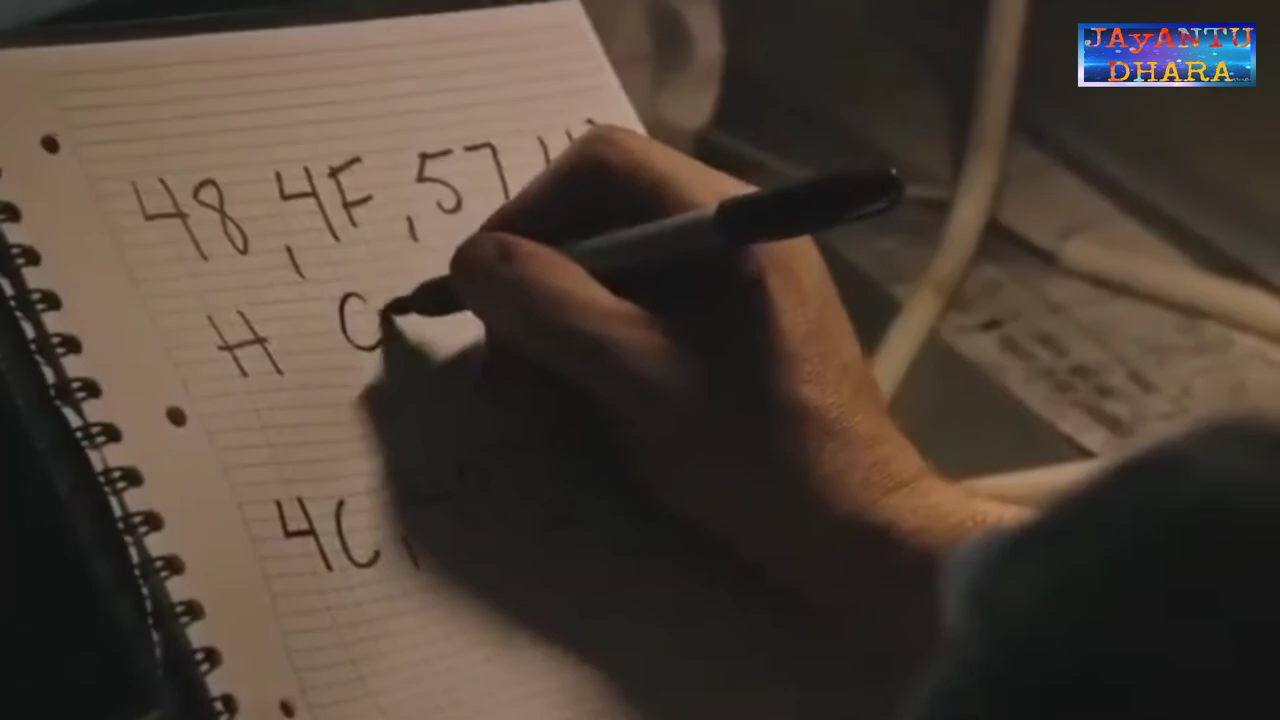 JAyANTU
DHARA
48, 4F, 57
H
4C,